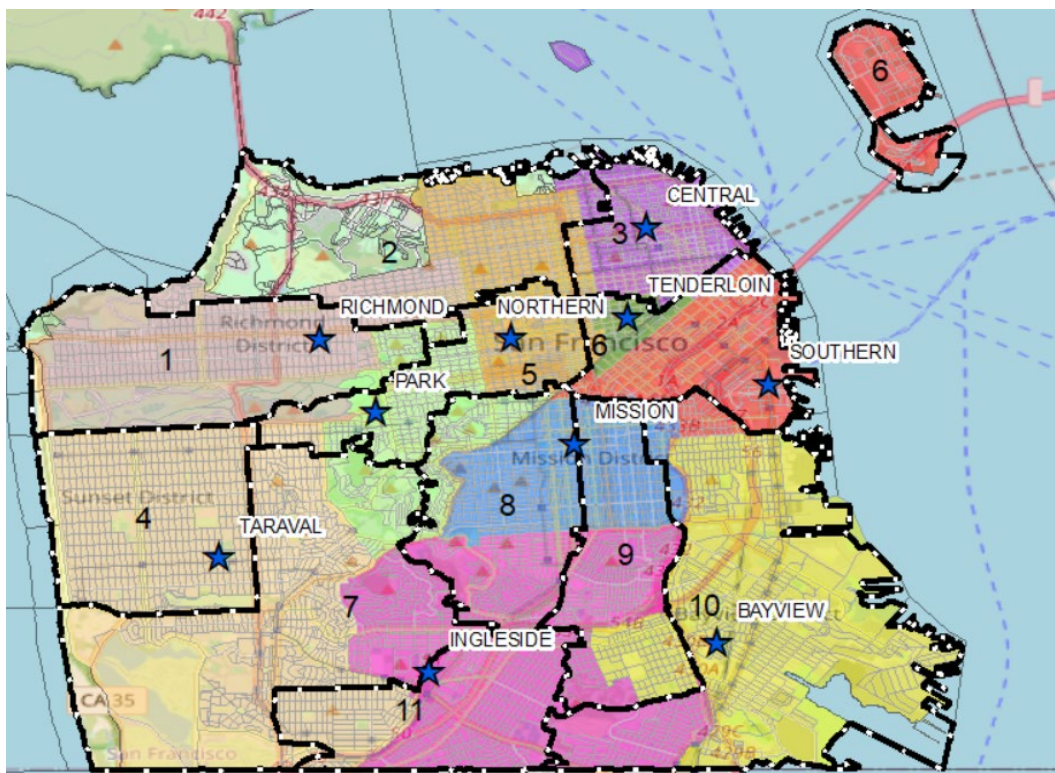 442
6
CENTRAL
3
2
TENDERLOIN
RICHMOND
NORTHERN
Richmond
District
San Francisco
6
1
SOUTHERN
5
PARK
MISSION
Mission District
Sunset District
8
4
TARAVAL
9
7
10
BAYVIEW
INGLESIDE
CA 35
11
San Francisco